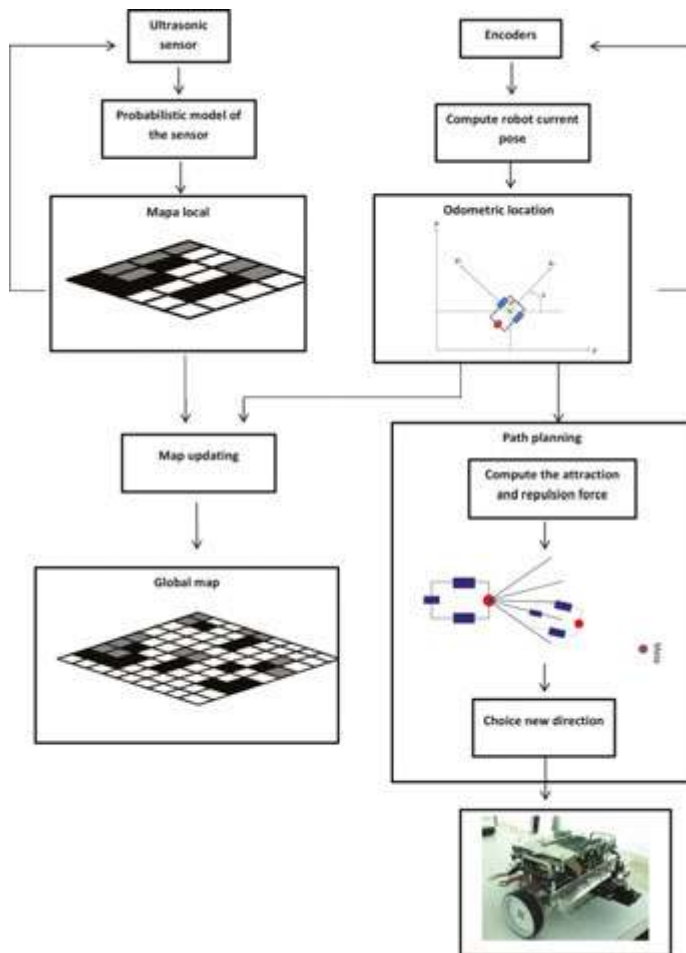 Ultrasonic
sensor
Probabilistic model of
the sensor
Mapa local
Map updating
Global map
Encoders
Compute robot current
pose
Odometric location
Path planning
Compute the attraction
and repulsion force
Meta
Choice new direction